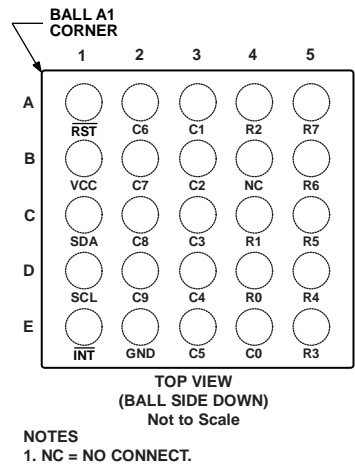 BALL A1
CORNER
1 2 3 4 5
A
RST C6 C1 R2 R7
B
VCC C7 C2 NC R6
C
SDA C8 C3 R1 R5
D
SCL C9 C4 R0 R4
E
INT GND C5 C0 R3
TOP VIEW
(BALL SIDE DOWN)
Not to Scale
NOTES
1. NC = NO CONNECT.